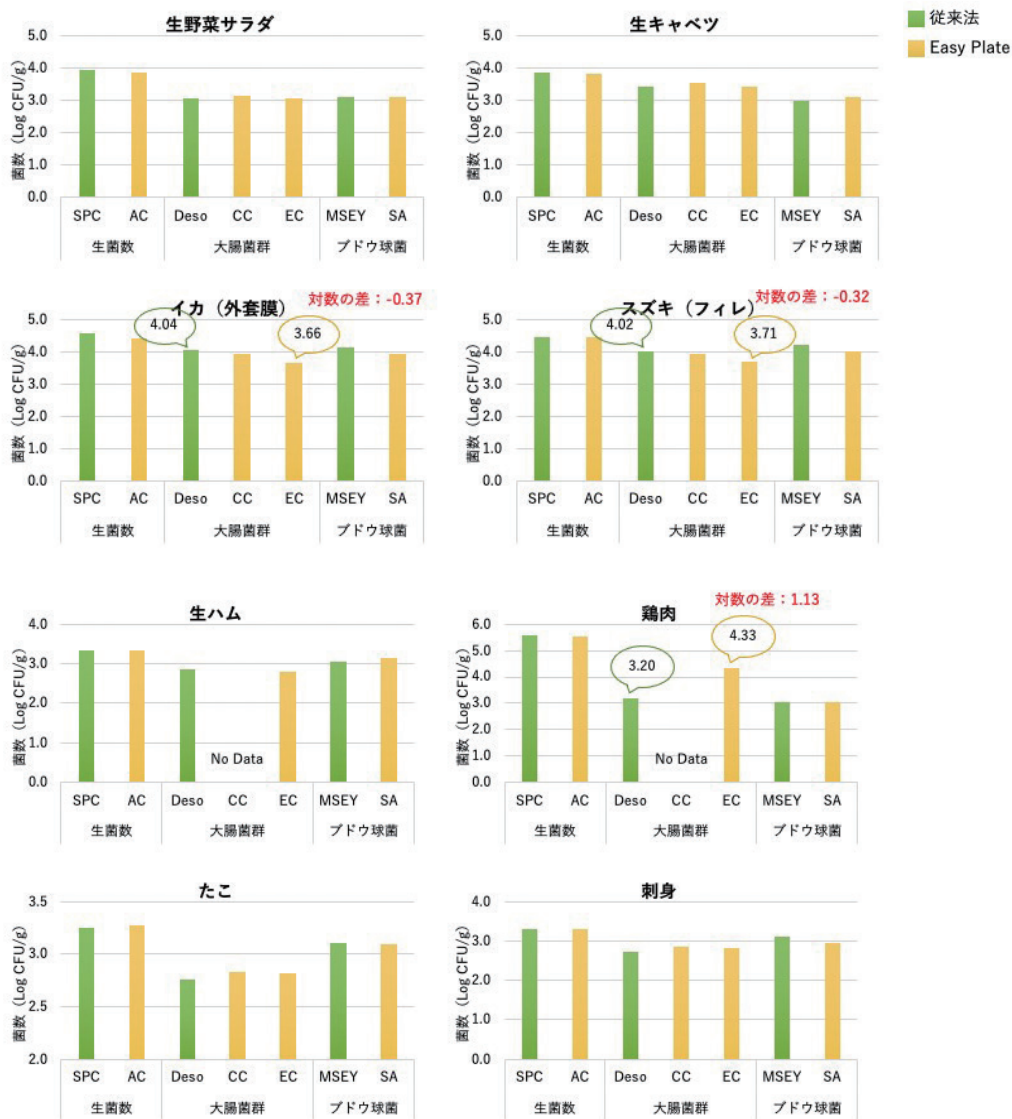 生野菜サラダ
5.0
4.0
3.0
2.0
1.0
0.0
菌数（Log CFU/g）
SPC AC Deso CC EC MSEY SA
生菌数 大腸菌群 ブドウ球菌
生キャベツ
5.0
4.0
3.0
2.0
1.0
0.0
菌数（Log CFU/g）
SPC AC Deso CC EC MSEY SA
生菌数 大腸菌群 ブドウ球菌
従来法
Easy Plate
イカ（外套膜）
対数の差：-0.37
4.04
3.66
5.0
4.0
3.0
2.0
1.0
0.0
菌数（Log CFU/g）
SPC AC Deso CC EC MSEY SA
生菌数 大腸菌群 ブドウ球菌
スズキ（フィレ）
対数の差：-0.32
4.02
3.71
5.0
4.0
3.0
2.0
1.0
0.0
菌数（Log CFU/g）
SPC AC Deso CC EC MSEY SA
生菌数 大腸菌群 ブドウ球菌
生ハム
4.0
3.0
2.0
1.0
0.0
菌数（Log CFU/g）
No Data
SPC AC Deso CC EC MSEY SA
生菌数 大腸菌群 ブドウ球菌
鶏肉
対数の差：1.13
3.20
4.33
6.0
5.0
4.0
3.0
2.0
1.0
0.0
菌数（Log CFU/g）
No Data
SPC AC Deso CC EC MSEY SA
生菌数 大腸菌群 ブドウ球菌
たこ
3.5
3.0
2.5
2.0
菌数（Log CFU/g）
SPC AC Deso CC EC MSEY SA
生菌数 大腸菌群 ブドウ球菌
刺身
4.0
3.0
2.0
1.0
0.0
菌数（Log CFU/g）
SPC AC Deso CC EC MSEY SA
生菌数 大腸菌群 ブドウ球菌